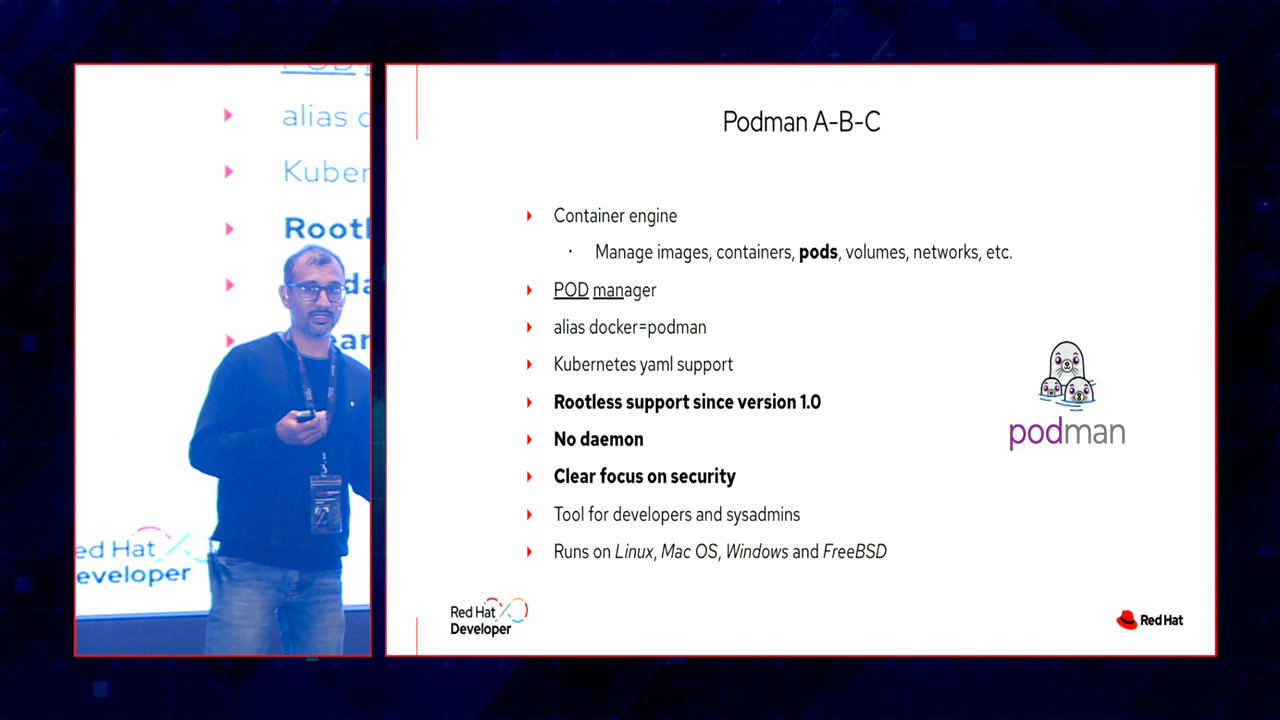 alias
Kuber
Rootl
ed Hat
eveloper
Podman A-B-C
Container engine
Manage images, containers, pods, volumes, networks, etc.
POD manager
alias docker=podman
Kubernetes yaml support
Rootless support since version 1.0
No daemon
Clear focus on security
Tool for developers and sysadmins
Runs on Linux, Mac OS, Windows and FreeBSD
podman
Red Hat
Developer
Red Hat